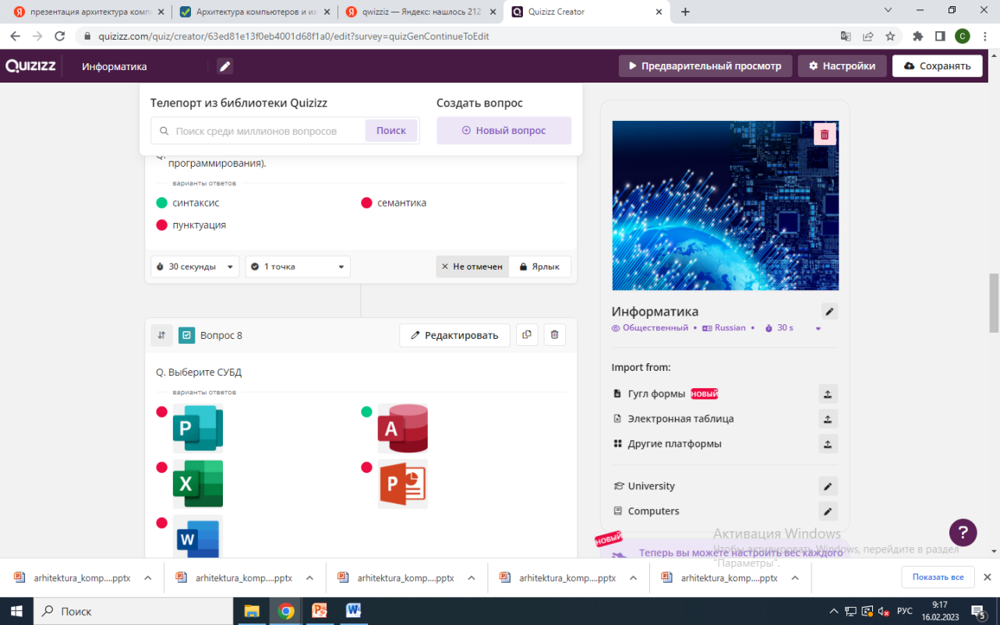 презентация архитектура комп
Архитектура компьютеров и их
qwizziz — Яндекс: нашлось 212
Quizizz Creator
quizizz.com/quiz/creator/63ed81e13f0eb4001d68f1a0/edit?survey=quizGenContinueToEdit
C
QUIZIZZ
Информатика
Предварительный просмотр
Настройки
Сохранять
Телепорт из библиотеки Quizizz
Создать вопрос
Поиск среди миллионов вопросов
Поиск
Новый вопрос
программирования).
варианты ответов
синтаксис
семантика
пунктуация
30 секунды
1 точка
Не отмечен
Ярлык
Вопрос 8
Редактировать
Q. Выберите СУБД
варианты ответов
P
A
X
P
W
Информатика
Общественный • Russian • 30 s
Import from:
Гугл формы НОВЫЙ
Электронная таблица
Другие платформы
University
Computers
НОВЫЙ
Теперь вы можете настроить вес каждого
Активация Windows
Чтобы активировать Windows, перейдите в раздел
"Параметры".
?
arhitektura_komp....pptx
arhitektura_komp....pptx
arhitektura_komp....pptx
arhitektura_komp....pptx
arhitektura_komp....pptx
Показать все
Поиск
РУС
9:17
16.02.2023
5